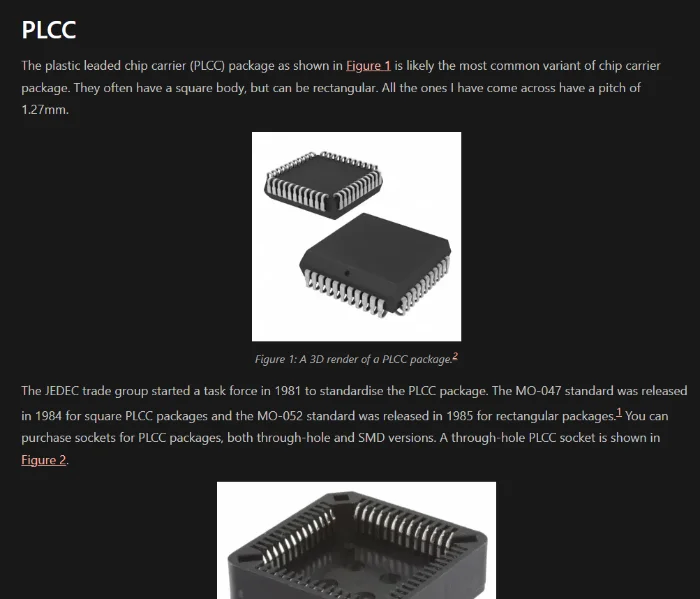 PLCC
The plastic leaded chip carrier (PLCC) package as shown in Figure 1 is likely the most common variant of chip carrier
package. They often have a square body, but can be rectangular. All the ones I have come across have a pitch of
1.27mm.
Figure 1: A 3D render of a PLCC package.2
The JEDEC trade group started a task force in 1981 to standardise the PLCC package. The MO-047 standard was released
in 1984 for square PLCC packages and the MO-052 standard was released in 1985 for rectangular packages.1 You can
purchase sockets for PLCC packages, both through-hole and SMD versions. A through-hole PLCC socket is shown in
Figure 2.